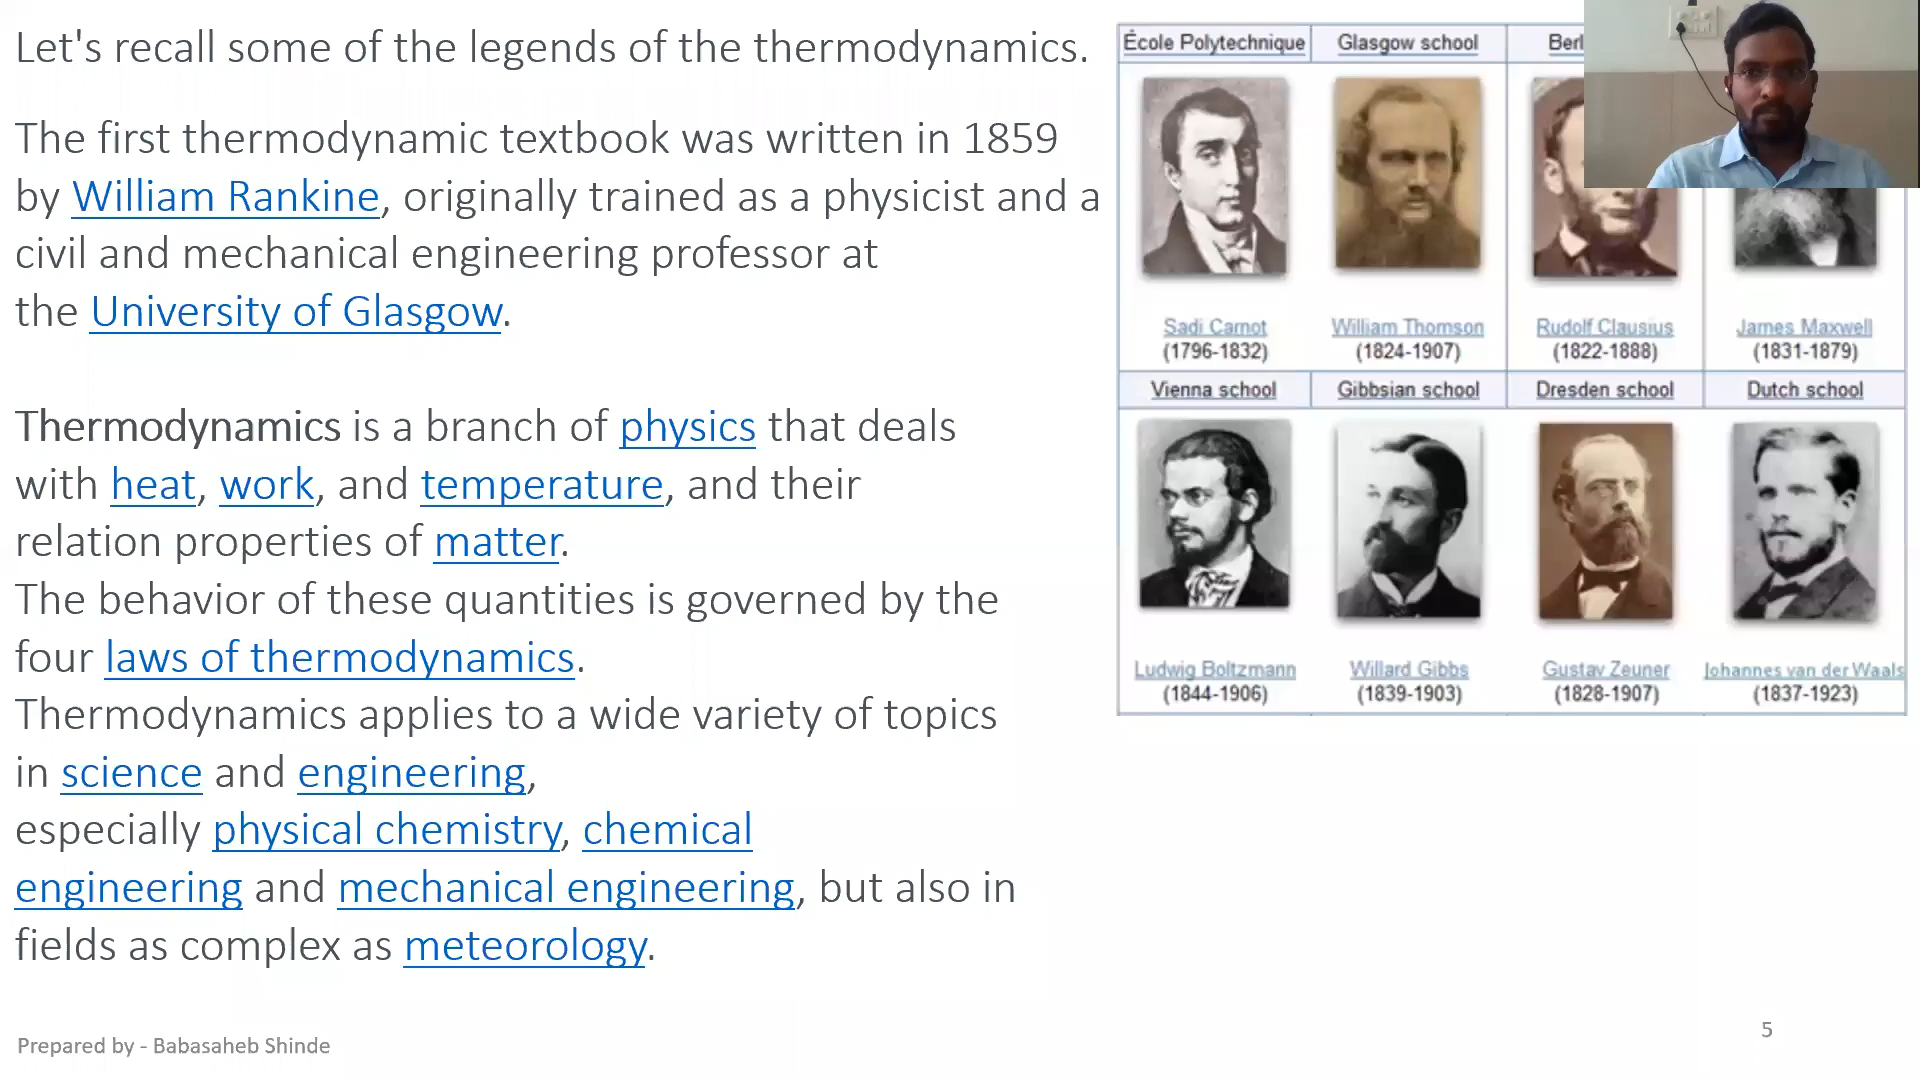 Let's recall some of the legends of the thermodynamics.
The first thermodynamic textbook was written in 1859
by William Rankine, originally trained as a physicist and a
civil and mechanical engineering professor at
the University of Glasgow.
Thermodynamics is a branch of physics that deals
with heat, work, and temperature, and their
relation properties of matter.
The behavior of these quantities is governed by the
four laws of thermodynamics.
Thermodynamics applies to a wide variety of topics
in science and engineering,
especially physical chemistry, chemical
engineering and mechanical engineering, but also in
fields as complex as meteorology.
École Polytechnique Glasgow school
Sadi Carnot William Thomson Rudolf Clausius James Maxwell
(1796-1832) (1824-1907) (1822-1888) (1831-1879)
Vienna school Gibbsian school Dresden school Dutch school
Ludwig Boltzmann Willard Gibbs Gustav Zeuner Johannes van der Waals
(1844-1906) (1839-1903) (1828-1907) (1837-1923)
Prepared by - Babasaheb Shinde
5